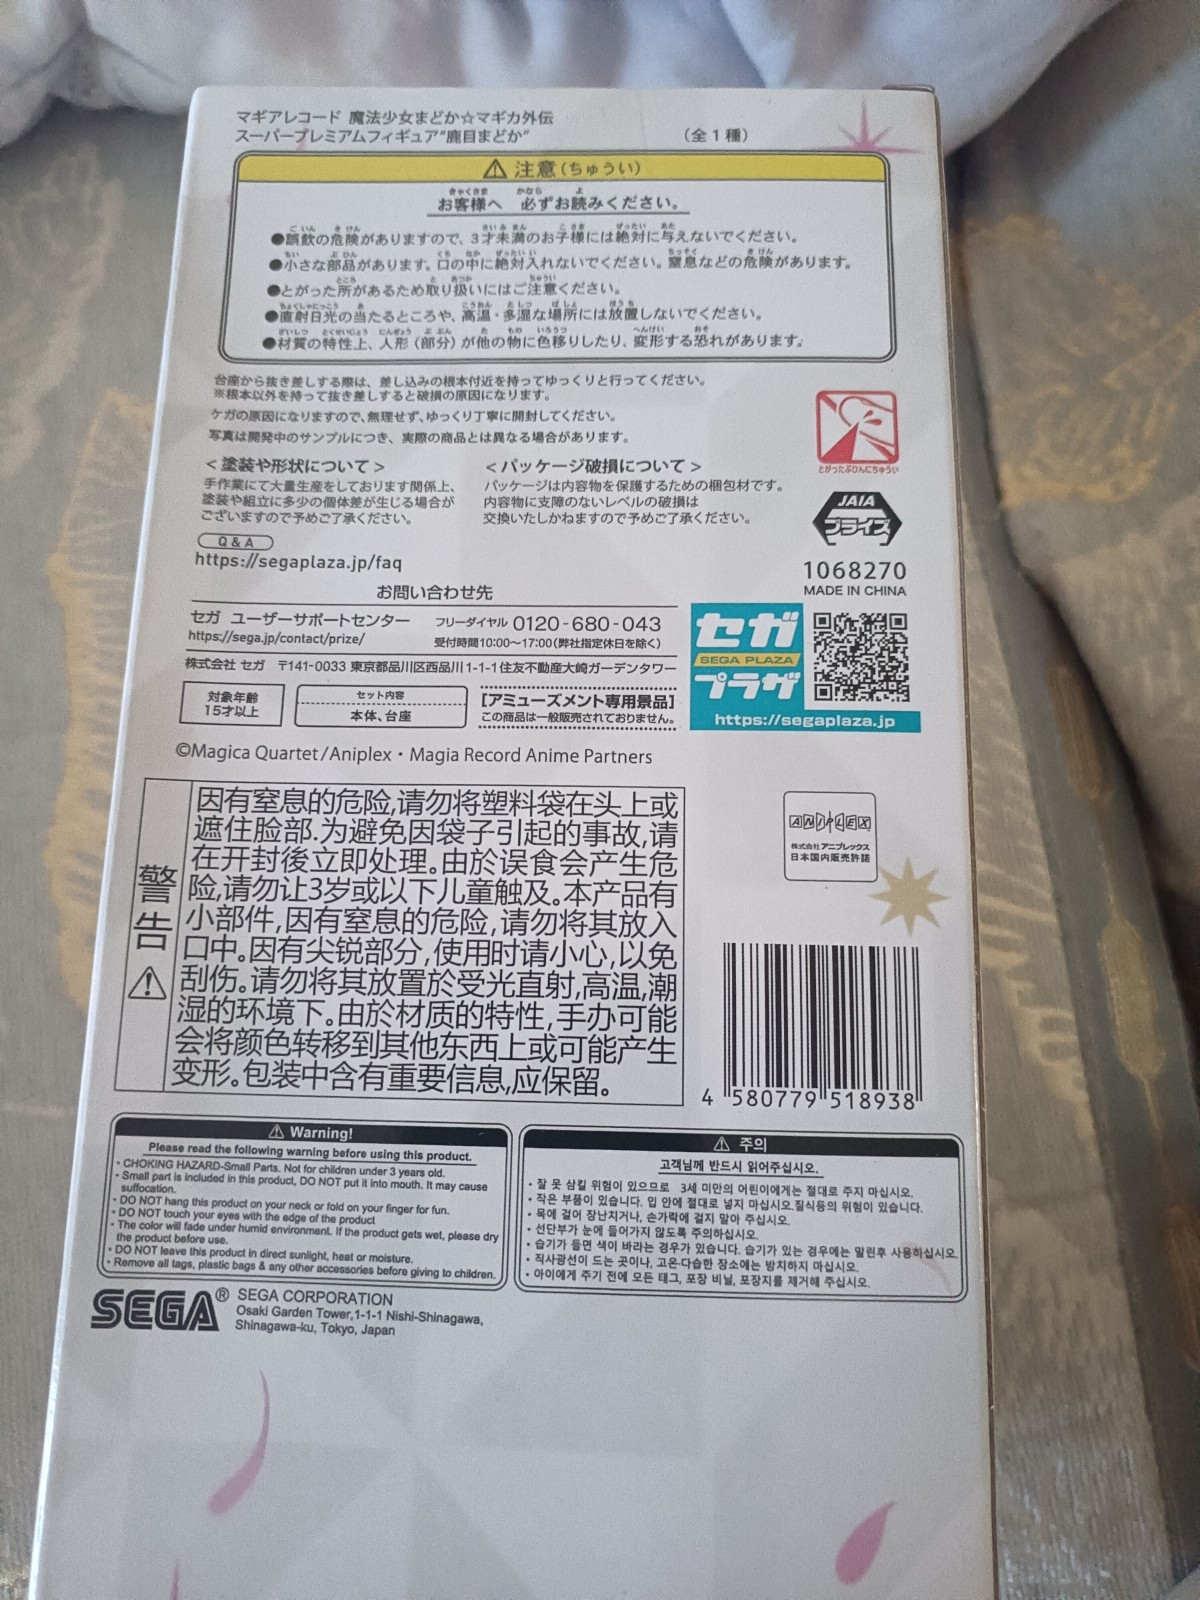 マギアレコード 魔法少女まどか☆マギカ外伝
スーパープレミアムフィギュア"鹿目まどか" (全1種)
⚠ 注意(ちゅうい)
お客様へ 必ずお読みください。
●誤飲の危険がありますので、3才未満のお子様には絶対に与えないでください。
●小さな部品があります。口の中に絶対入れないでください。窒息などの危険があります。
●とがった所があるため取り扱いにはご注意ください。
●直射日光の当たるところや、高温・多湿な場所には放置しないでください。
●材質の特性上、人形(部分)が他の物に色移りしたり、変形する恐れがあります。
台座から抜き差しする際は、差し込みの根本付近を持ってゆっくりと行ってください。
※根本以外を持って抜き差しすると破損の原因になります。
ケガの原因になりますので、無理せず、ゆっくり丁寧に開封してください。
写真は開発中のサンプルにつき、実際の商品とは異なる場合があります。
とがったぶひんにちゅうい
<塗装や形状について>
手作業にて大量生産をしております関係上、
塗装や組立に多少の個体差が生じる場合が
ございますので予めご了承ください。
<パッケージ破損について>
パッケージは内容物を保護するための梱包材です。
内容物に支障のないレベルの破損は
交換いたしかねますので予めご了承ください。
JAIA
プライズ
Q&A
https://segaplaza.jp/faq
1068270
MADE IN CHINA
お問い合わせ先
セガ ユーザーサポートセンター フリーダイヤル 0120-680-043
https://sega.jp/contact/prize/ 受付時間10:00〜17:00(弊社指定休日を除く)
株式会社 セガ 〒141-0033 東京都品川区西品川1-1-1住友不動産大崎ガーデンタワー
セガ
SEGA PLAZA
プラザ
https://segaplaza.jp
対象年齢
15才以上
セット内容
本体、台座
[アミューズメント専用景品]
この商品は一般販売されておりません。
©Magica Quartet/Aniplex・Magia Record Anime Partners
警告⚠
因有窒息的危险,请勿将塑料袋在头上或
遮住脸部.为避免因袋子引起的事故,请
在开封後立即处理。由於误食会产生危
险,请勿让3岁或以下儿童触及。本产品有
小部件,因有窒息的危险,请勿将其放入
口中。因有尖锐部分,使用时请小心,以免
刮伤。请勿将其放置於受光直射,高温,潮
湿的环境下。由於材质的特性,手办可能
会将颜色转移到其他东西上或可能产生
变形。包装中含有重要信息,应保留。
ANIPLEX
株式会社アニプレックス
日本国内販売許諾
4 580779 518938
⚠ Warning!
Please read the following warning before using this product.
・CHOKING HAZARD-Small Parts. Not for children under 3 years old.
・Small part is included in this product, DO NOT put it into mouth. It may cause
suffocation.
・DO NOT hang this product on your neck or fold on your finger for fun.
・DO NOT touch your eyes with the edge of the product
・The color will fade under humid environment. If the product gets wet, please dry
the product before use.
・DO NOT leave this product in direct sunlight, heat or moisture.
・Remove all tags, plastic bags & any other accessories before giving to children.
⚠ 주의
고객님께 반드시 읽어주십시오.
・잘 못 삼킬 위험이 있으므로 3세 미만의 어린이에게는 절대로 주지 마십시오.
・작은 부품이 있습니다. 입 안에 절대로 넣지 마십시오.질식등의 위험이 있습니다.
・목에 걸어 장난치거나, 손가락에 걸지 말아 주십시오.
・선단부가 눈에 들어가지 않도록 주의하십시오.
・습기가 들면 색이 바라는 경우가 있습니다. 습기가 있는 경우에는 말린후 사용하십시오.
・직사광선이 드는 곳이나, 고온·다습한 장소에는 방치하지 마십시오.
・아이에게 주기 전에 모든 태그, 포장 비닐, 포장지를 제거해 주십시오.
SEGA®
SEGA CORPORATION
Osaki Garden Tower,1-1-1 Nishi-Shinagawa,
Shinagawa-ku, Tokyo, Japan